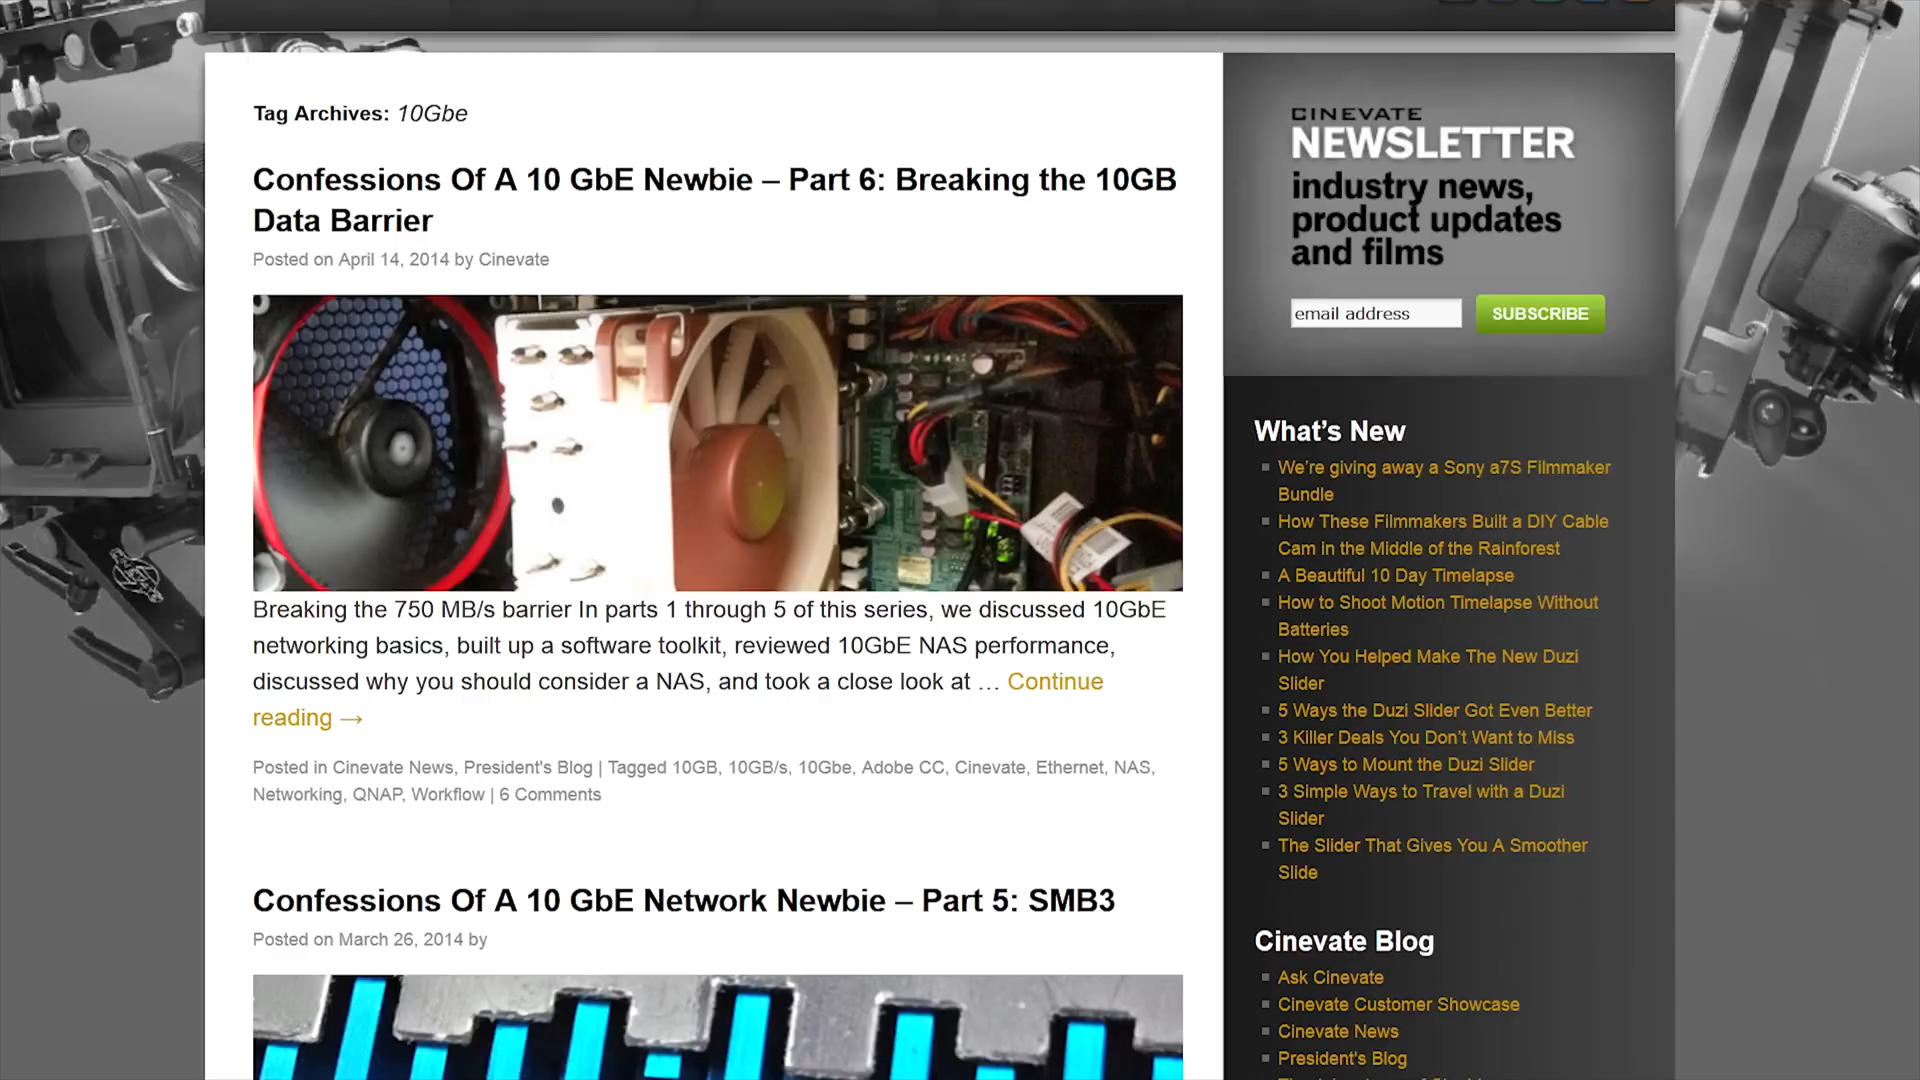 Tag Archives: 10Gbe
Confessions Of A 10 GbE Newbie – Part 6: Breaking the 10GB
Data Barrier
Posted on April 14, 2014 by Cinevate
Breaking the 750 MB/s barrier In parts 1 through 5 of this series, we discussed 10GbE
networking basics, built up a software toolkit, reviewed 10GbE NAS performance,
discussed why you should consider a NAS, and took a close look at … Continue
reading →
Posted in Cinevate News, President's Blog | Tagged 10GB, 10GB/s, 10Gbe, Adobe CC, Cinevate, Ethernet, NAS,
Networking, QNAP, Workflow | 6 Comments
Confessions Of A 10 GbE Network Newbie – Part 5: SMB3
Posted on March 26, 2014 by
CINEVATE
NEWSLETTER
industry news,
product updates
and films
email address
SUBSCRIBE
What's New
We're giving away a Sony a7S Filmmaker
Bundle
How These Filmmakers Built a DIY Cable
Cam in the Middle of the Rainforest
A Beautiful 10 Day Timelapse
How to Shoot Motion Timelapse Without
Batteries
How You Helped Make The New Duzi
Slider
5 Ways the Duzi Slider Got Even Better
3 Killer Deals You Don't Want to Miss
5 Ways to Mount the Duzi Slider
3 Simple Ways to Travel with a Duzi
Slider
The Slider That Gives You A Smoother
Slide
Cinevate Blog
Ask Cinevate
Cinevate Customer Showcase
Cinevate News
President's Blog